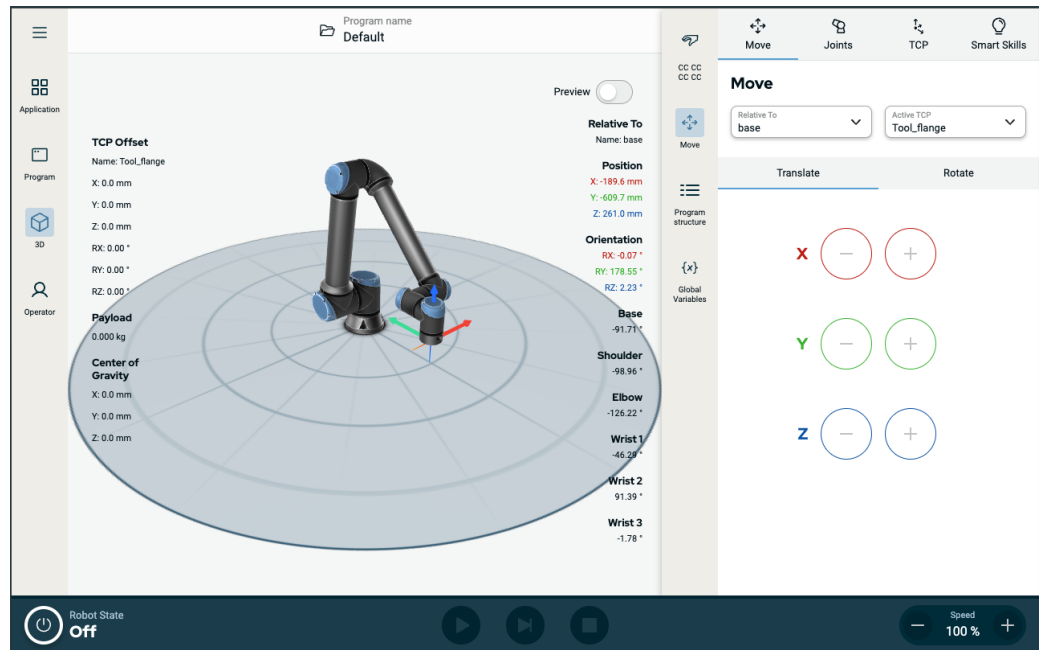 Program name
Default
Application
Program
3D
Operator
TCP Offset
Name: Tool_flange
X: 0.0 mm
Y: 0.0 mm
Z: 0.0 mm
RX: 0.00 °
RY: 0.00 °
RZ: 0.00 °
Payload
0.000 kg
Center of
Gravity
X: 0.0 mm
Y: 0.0 mm
Z: 0.0 mm
Preview
Relative To
Name: base
Position
X: -189.6 mm
Y: -609.7 mm
Z: 261.0 mm
Orientation
RX: -0.07 °
RY: 178.55 °
RZ: 2.23 °
Base
-91.71 °
Shoulder
-98.96 °
Elbow
-126.22 °
Wrist 1
-46.29 °
Wrist 2
91.39 °
Wrist 3
-1.78 °
CC CC
CC CC
Move
Program
structure
{x}
Global
Variables
Move
Joints
TCP
Smart Skills
Move
Relative To
base
Active TCP
Tool_flange
Translate
Rotate
X − +
Y − +
Z − +
Robot State
Off
Speed
− 100 % +